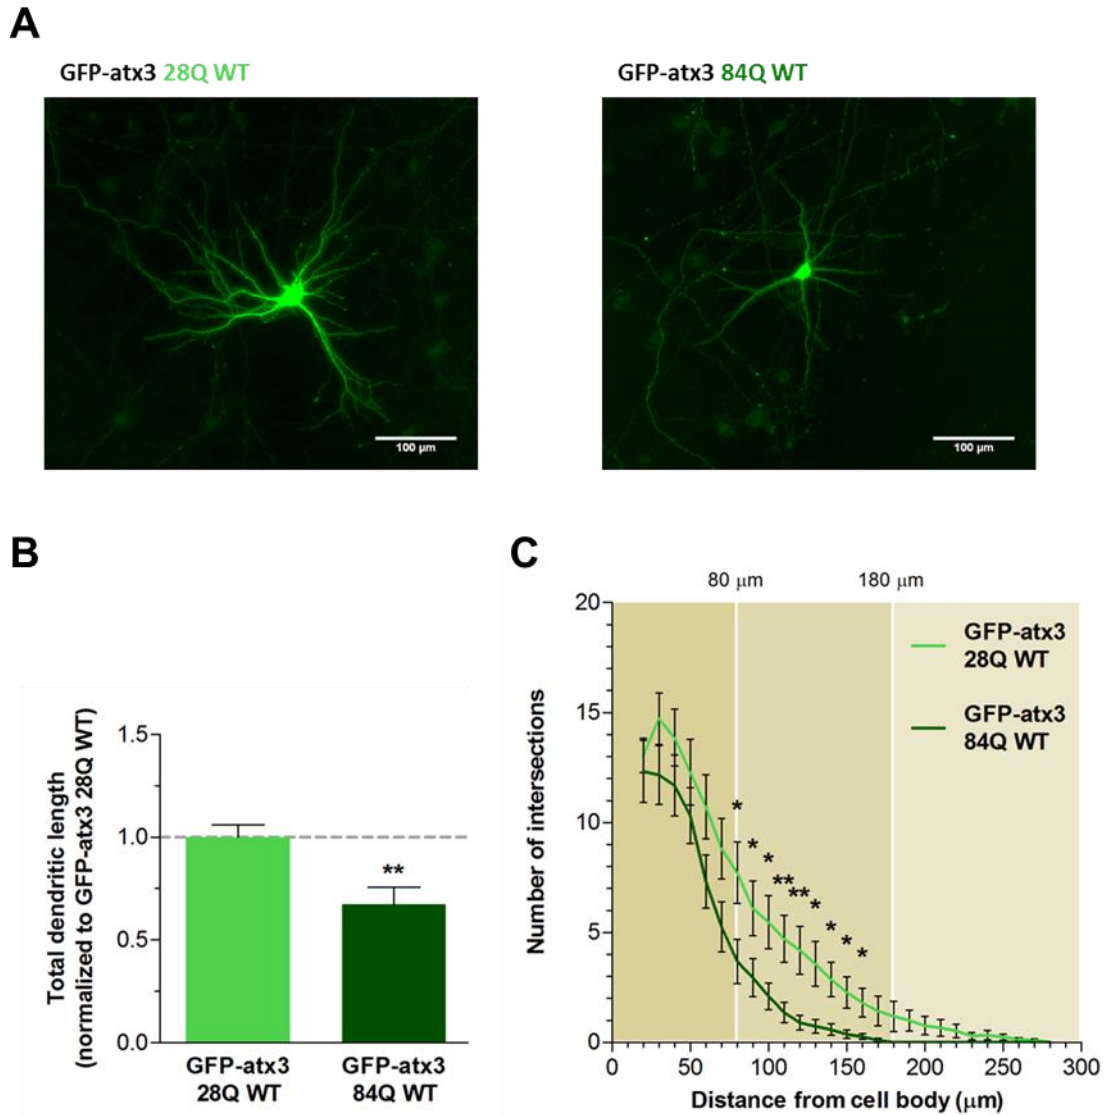 A
GFP-atx3 28Q WT
GFP-atx3 84Q WT
100 µm
100 µm
B
C
Total dendritic length
(normalized to GFP-atx3 28Q WT)
1.5
1.0
0.5
0.0
**
GFP-atx3
28Q WT
GFP-atx3
84Q WT
80 µm
180 µm
Number of intersections
20
15
10
5
0
GFP-atx3
28Q WT
GFP-atx3
84Q WT
*
*
*
**
**
*
*
*
*
0 50 100 150 200 250 300
Distance from cell body (µm)